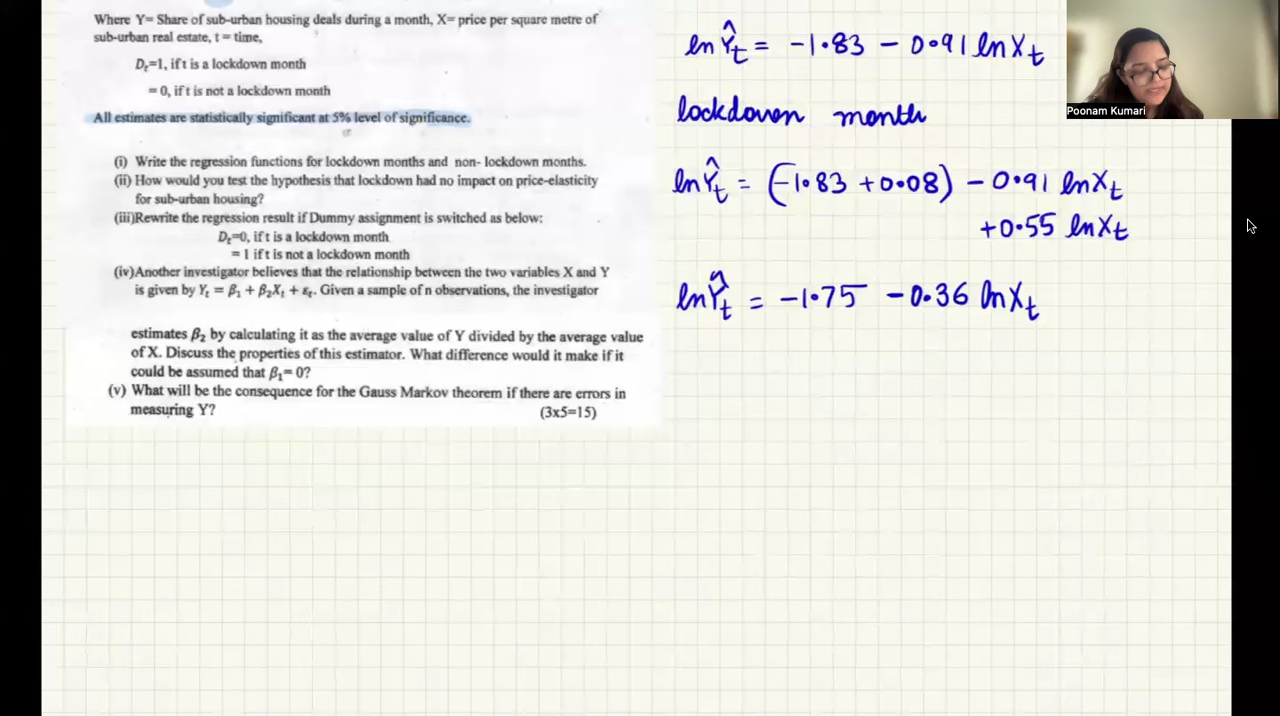 Where Y= Share of sub-urban housing deals during a month, X= price per square metre of
sub-urban real estate, t = time,
Dₜ=1, if t is a lockdown month
= 0, if t is not a lockdown month
All estimates are statistically significant at 5% level of significance.
(i) Write the regression functions for lockdown months and non- lockdown months.
(ii) How would you test the hypothesis that lockdown had no impact on price-elasticity
for sub-urban housing?
(iii)Rewrite the regression result if Dummy assignment is switched as below:
Dₜ=0, if t is a lockdown month
= 1 if t is not a lockdown month
(iv)Another investigator believes that the relationship between the two variables X and Y
is given by Yₜ = β₁ + β₂Xₜ + εₜ. Given a sample of n observations, the investigator
estimates β₂ by calculating it as the average value of Y divided by the average value
of X. Discuss the properties of this estimator. What difference would it make if it
could be assumed that β₁= 0?
(v) What will be the consequence for the Gauss Markov theorem if there are errors in
measuring Y? (3x5=15)
ln Ŷₜ = -1.83 - 0.91 ln Xₜ
lockdown month
ln Ŷₜ = (-1.83 + 0.08) - 0.91 ln Xₜ
+0.55 ln Xₜ
ln Ŷₜ = -1.75 - 0.36 ln Xₜ
Poonam Kumari